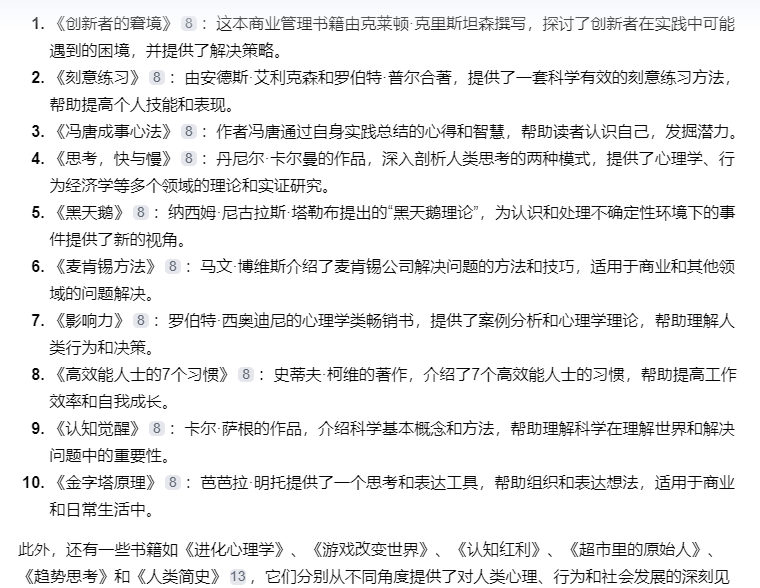 1. 《创新者的窘境》 8 ：这本商业管理书籍由克莱顿·克里斯坦森撰写，探讨了创新者在实践中可能
遇到的困境，并提供了解决策略。
2. 《刻意练习》 8 ：由安德斯·艾利克森和罗伯特·普尔合著，提供了一套科学有效的刻意练习方法，
帮助提高个人技能和表现。
3. 《冯唐成事心法》 8 ：作者冯唐通过自身实践总结的心得和智慧，帮助读者认识自己，发掘潜力。
4. 《思考，快与慢》 8 ：丹尼尔·卡尔曼的作品，深入剖析人类思考的两种模式，提供了心理学、行
为经济学等多个领域的理论和实证研究。
5. 《黑天鹅》 8 ：纳西姆·尼古拉斯·塔勒布提出的“黑天鹅理论”，为认识和处理不确定性环境下的事
件提供了新的视角。
6. 《麦肯锡方法》 8 ：马文·博维斯介绍了麦肯锡公司解决问题的方法和技巧，适用于商业和其他领
域的问题解决。
7. 《影响力》 8 ：罗伯特·西奥迪尼的心理学类畅销书，提供了案例分析和心理学理论，帮助理解人
类行为和决策。
8. 《高效能人士的7个习惯》 8 ：史蒂夫·柯维的著作，介绍了7个高效能人士的习惯，帮助提高工作
效率和自我成长。
9. 《认知觉醒》 8 ：卡尔·萨根的作品，介绍科学基本概念和方法，帮助理解科学在理解世界和解决
问题中的重要性。
10. 《金字塔原理》 8 ：芭芭拉·明托提供了一个思考和表达工具，帮助组织和表达想法，适用于商业
和日常生活中。
此外，还有一些书籍如《进化心理学》、《游戏改变世界》、《认知红利》、《超市里的原始人》、
《趋势思考》和《人类简史》 13 ，它们分别从不同角度提供了对人类心理、行为和社会发展的深刻见